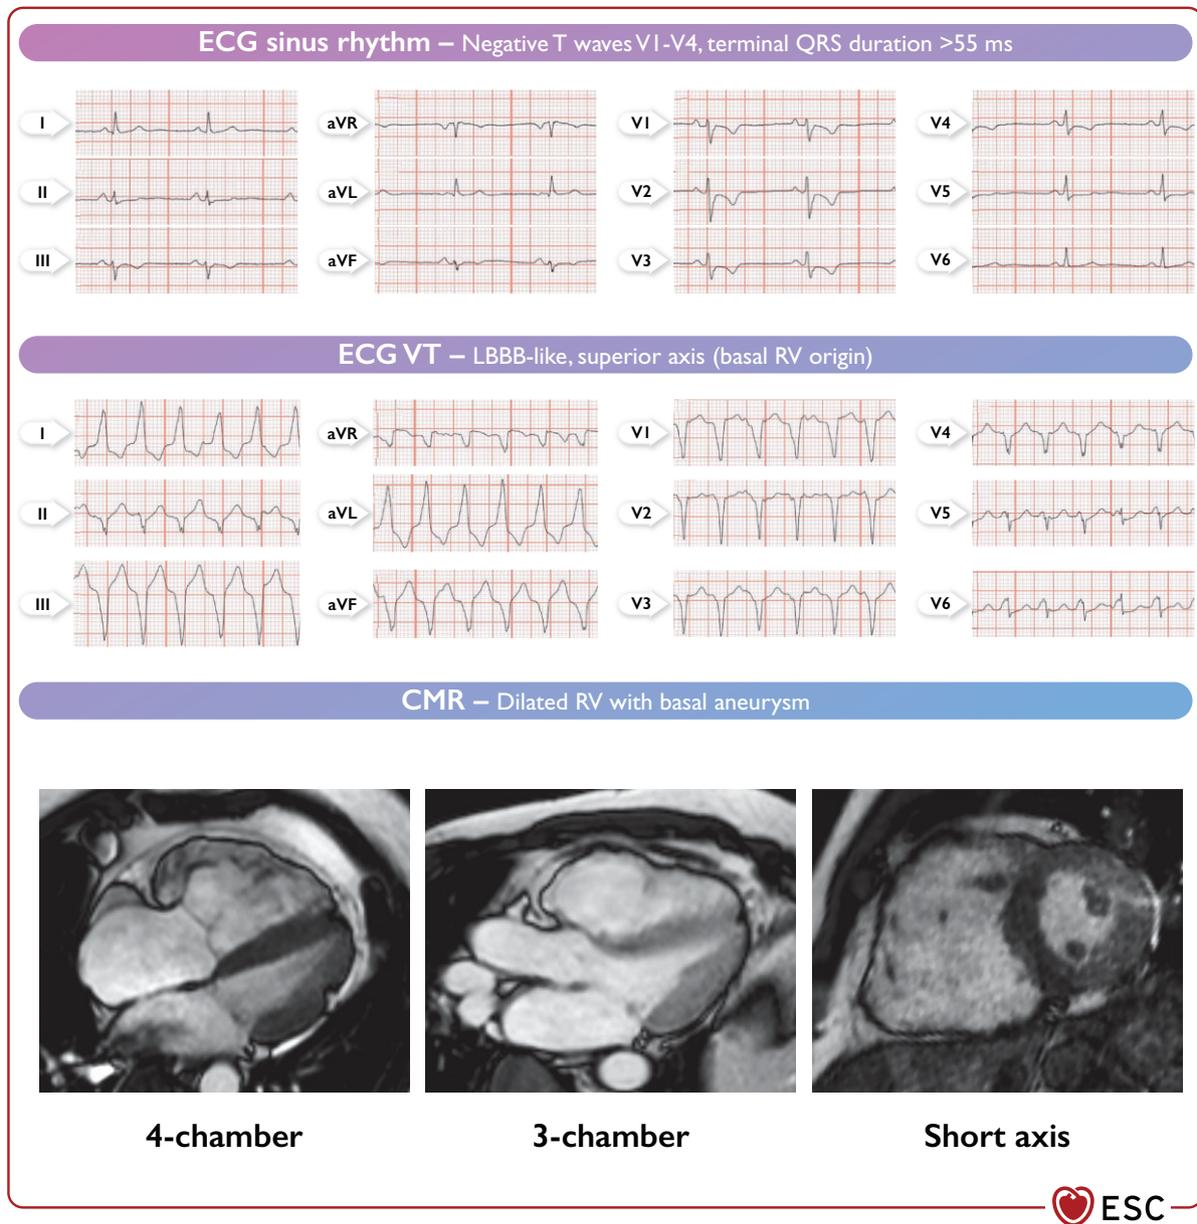 ECG sinus rhythm – Negative T waves V1-V4, terminal QRS duration >55 ms
I
aVR
V1
V4
II
aVL
V2
V5
III
aVF
V3
V6
ECG VT – LBBB-like, superior axis (basal RV origin)
I
aVR
V1
V4
II
aVL
V2
V5
III
aVF
V3
V6
CMR – Dilated RV with basal aneurysm
4-chamber
3-chamber
Short axis
ESC